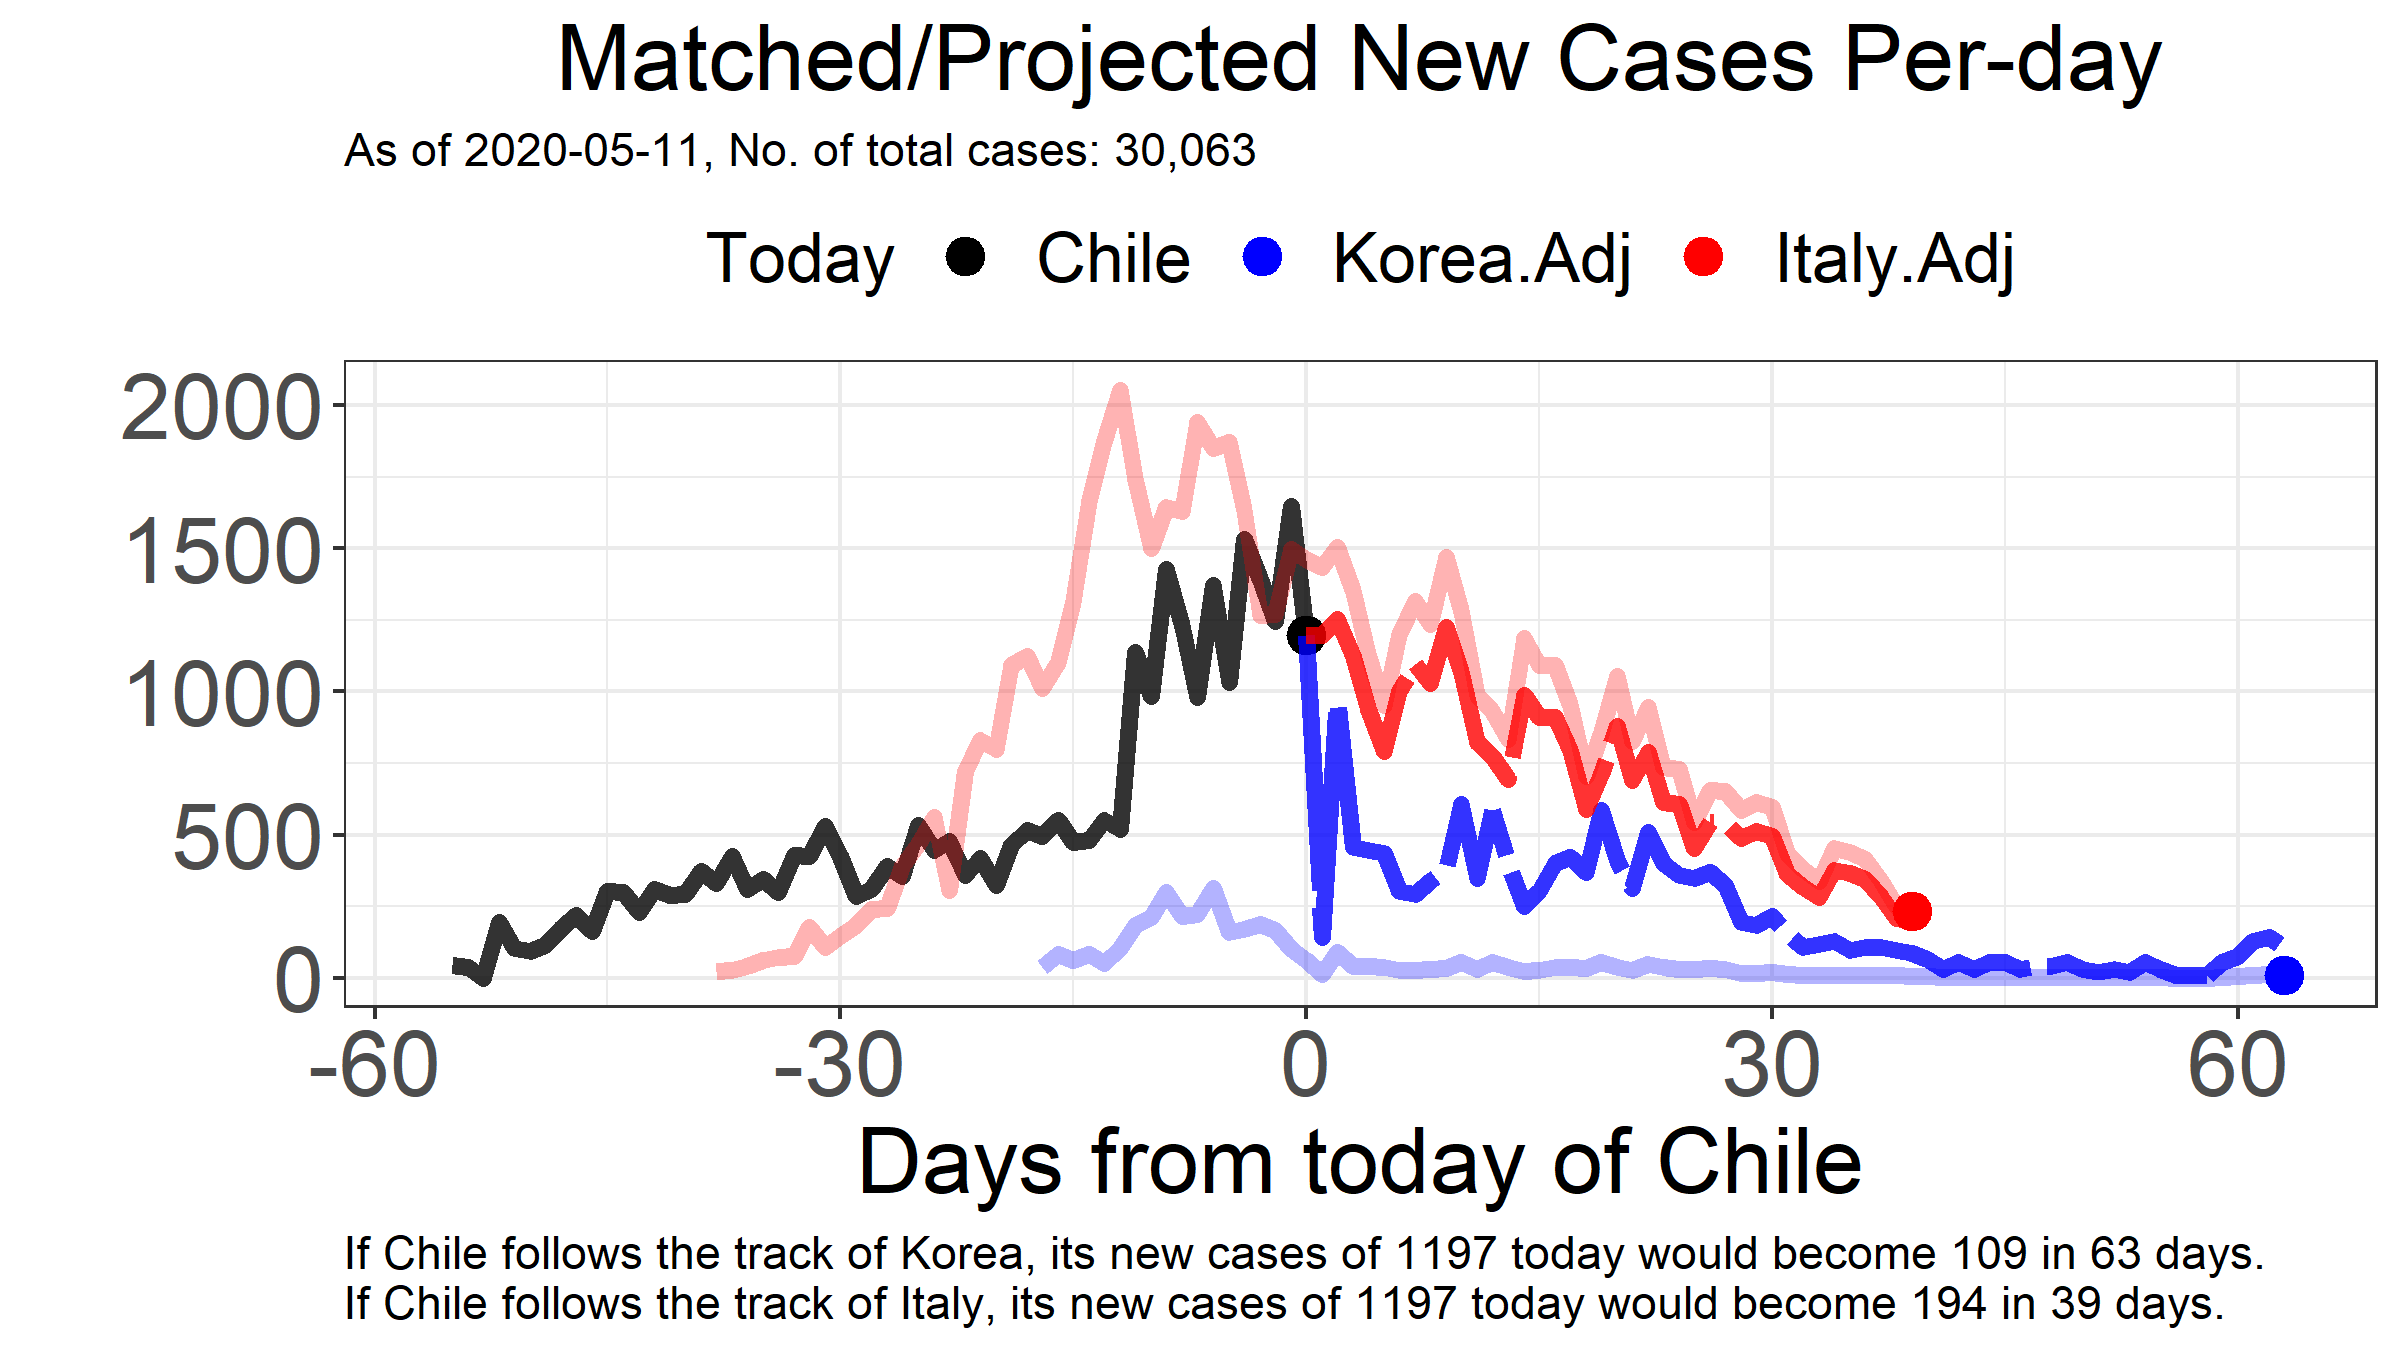 Matched/Projected New Cases Per-day
As of 2020-05-11, No. of total cases: 30,063
Today Chile Korea.Adj Italy.Adj
2000
1500
1000
500
0
-60 -30 0 30 60
Days from today of Chile
If Chile follows the track of Korea, its new cases of 1197 today would become 109 in 63 days.
If Chile follows the track of Italy, its new cases of 1197 today would become 194 in 39 days.